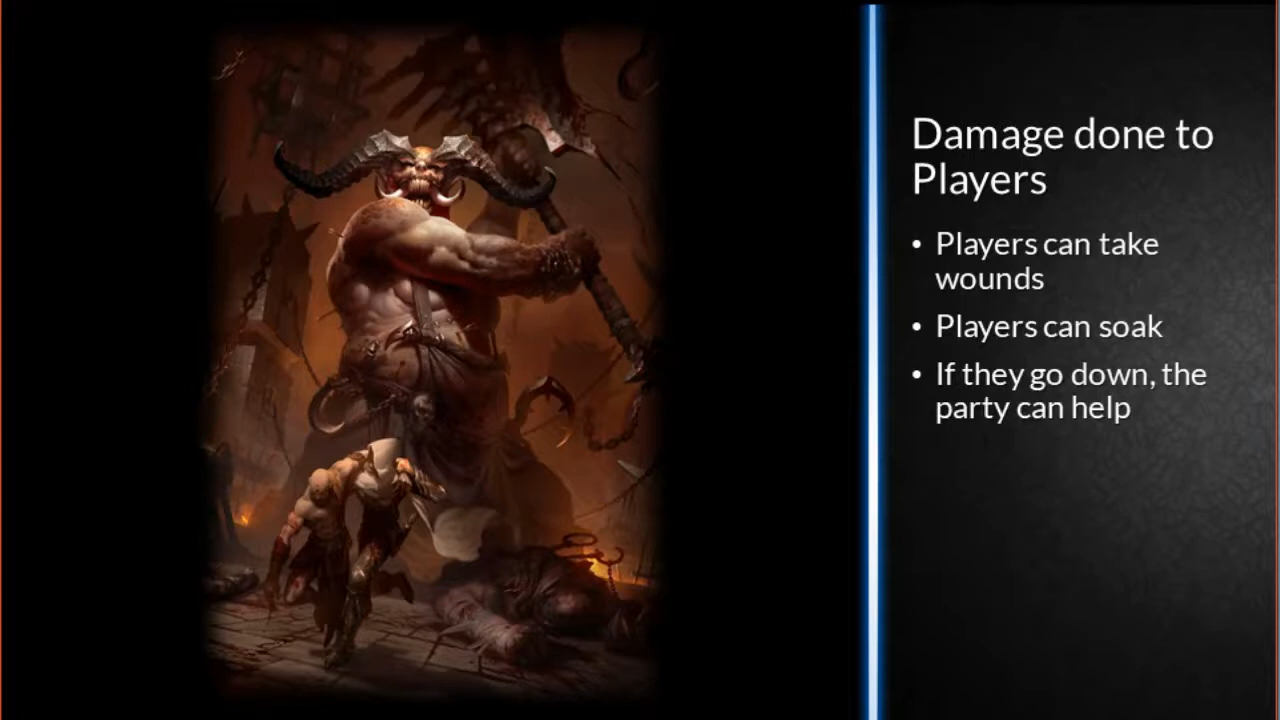 Damage done to
Players
• Players can take
wounds
• Players can soak
• If they go down, the
party can help